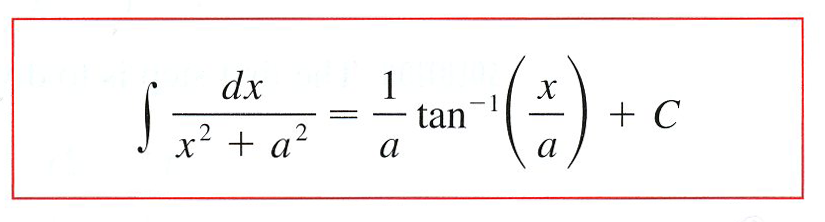 ∫ dx / (x² + a²) = 1/a tan⁻¹(x/a) + C